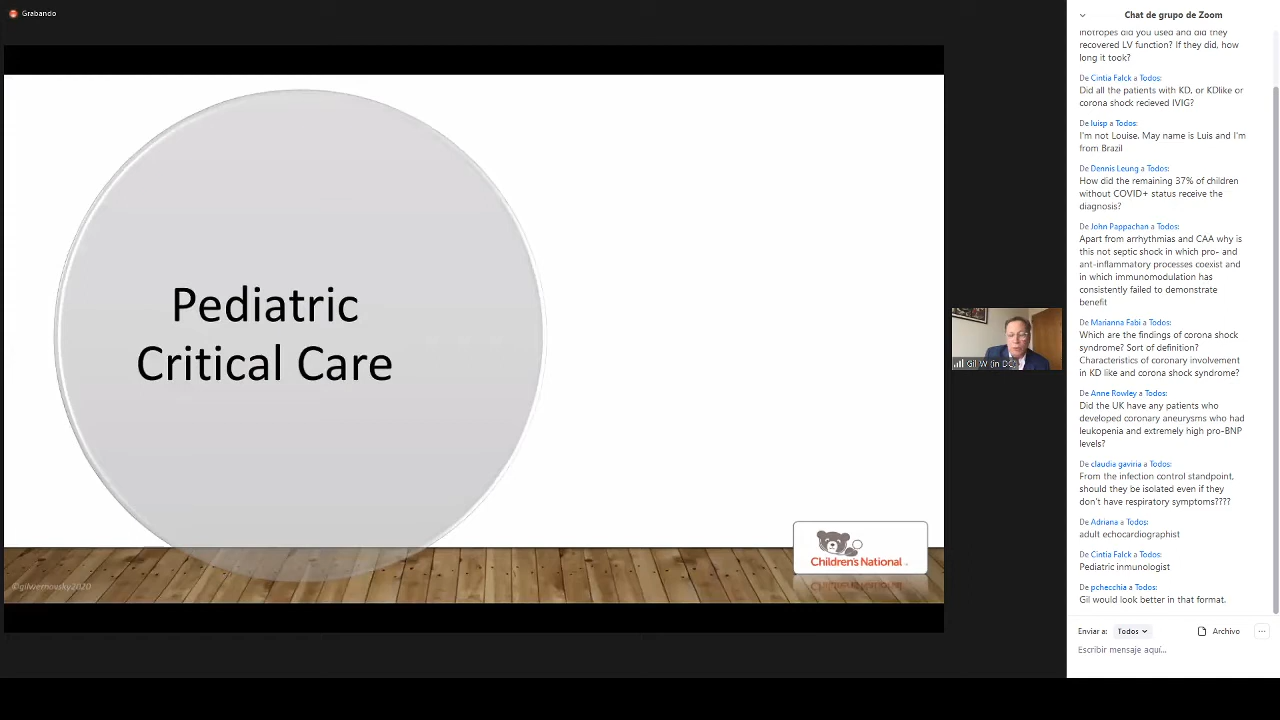 Grabando
Pediatric
Critical Care
©gilwernovsky2020
Children's National
Gil W (in DC)
Chat de grupo de Zoom
inotropes did you used and did they
recovered LV function? If they did, how
long it took?
De Cintia Falck a Todos:
Did all the patients with KD, or KDlike or
corona shock recieved IVIG?
De luisp a Todos:
I'm not Louise. May name is Luis and I'm
from Brazil
De Dennis Leung a Todos:
How did the remaining 37% of children
without COVID+ status receive the
diagnosis?
De John Pappachan a Todos:
Apart from arrhythmias and CAA why is
this not septic shock in which pro- and
ant-inflammatory processes coexist and
in which immunomodulation has
consistently failed to demonstrate
benefit
De Marianna Fabi a Todos:
Which are the findings of corona shock
syndrome? Sort of definition?
Characteristics of coronary involvement
in KD like and corona shock syndrome?
De Anne Rowley a Todos:
Did the UK have any patients who
developed coronary aneurysms who had
leukopenia and extremely high pro-BNP
levels?
De claudia gaviria a Todos:
From the infection control standpoint,
should they be isolated even if they
don't have respiratory symptoms????
De Adriana a Todos:
adult echocardiographist
De Cintia Falck a Todos:
Pediatric inmunologist
De pchecchia a Todos:
Gil would look better in that format.
Enviar a: Todos
Archivo
Escribir mensaje aquí...